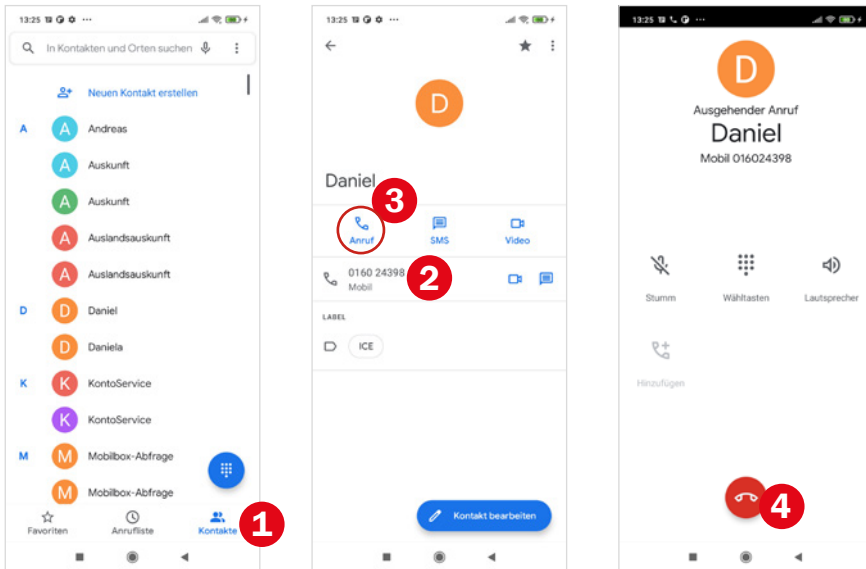 13:25
In Kontakten und Orten suchen
Neuen Kontakt erstellen
A
A Andreas
A Auskunft
A Auskunft
A Auslandsauskunft
A Auslandsauskunft
D
D Daniel
D Daniela
K
K KontoService
K KontoService
M
M Mobilbox-Abfrage
M Mobilbox-Abfrage
Favoriten Anrufliste Kontakte
1
13:25
D
Daniel
3
Anruf SMS Video
0160 24398
Mobil
2
LABEL
ICE
Kontakt bearbeiten
13:25
D
Ausgehender Anruf
Daniel
Mobil 016024398
Stumm Wähltasten Lautsprecher
Hinzufügen
4